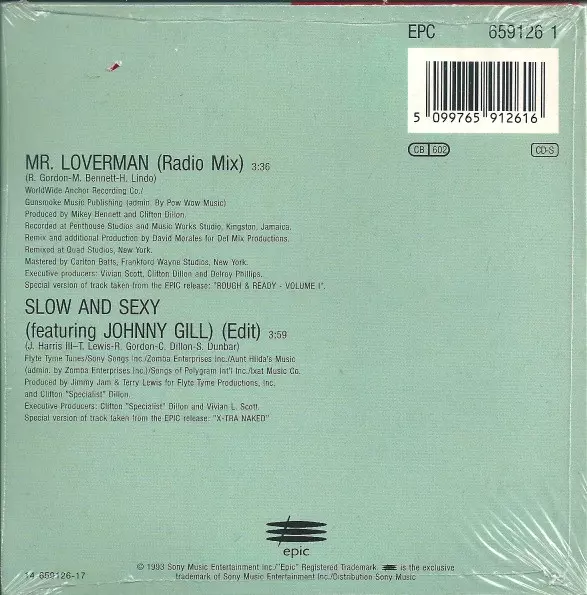 EPC 659126 1
5 099765 912616
CB 602 CD-S
MR. LOVERMAN (Radio Mix) 3:36
(R. Gordon-M. Bennett-H. Lindo)
WorldWide Anchor Recording Co./
Gunsmoke Music Publishing (admin. By Pow Wow Music)
Produced by Mikey Bennett and Clifton Dillon.
Recorded at Penthouse Studios and Music Works Studio, Kingston, Jamaica.
Remix and additional Production by David Morales for Def Mix Productions.
Remixed at Quad Studios, New York.
Mastered by Carlton Batts, Frankford Wayne Studios, New York.
Executive producers: Vivian Scott, Clifton Dillon and Delroy Phillips.
Special version of track taken from the EPIC release: "ROUGH & READY - VOLUME I".
SLOW AND SEXY
(featuring JOHNNY GILL) (Edit) 3:59
(J. Harris III–T. Lewis-R. Gordon-C. Dillon-S. Dunbar)
Flyte Tyme Tunes/Sony Songs Inc./Zomba Enterprises Inc./Aunt Hilda's Music
(admin. by Zomba Enterprises Inc.)/Songs of Polygram Int'l Inc./Ixat Music Co.
Produced by Jimmy Jam & Terry Lewis for Flyte Tyme Productions, Inc.
and Clifton "Specialist" Dillon.
Executive Producers: Clifton "Specialist" Dillon and Vivian L. Scott.
Special version of track taken from the EPIC release: "X-TRA NAKED"
epic
© 1993 Sony Music Entertainment Inc./"Epic" Registered Trademark. is the exclusive
14 659126-17
trademark of Sony Music Entertainment Inc./Distribution Sony Music